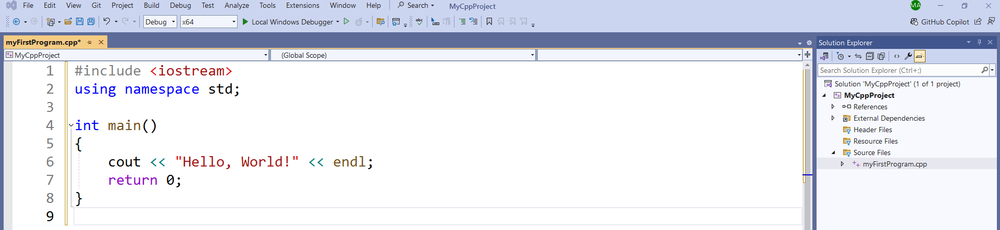 File Edit View Git Project Build Debug Test Analyze Tools Extensions Window Help Search MyCppProject MA
Debug x64 Local Windows Debugger abc GitHub Copilot
myFirstProgram.cpp*
MyCppProject (Global Scope)
1 #include <iostream>
2 using namespace std;
3
4 int main()
5 {
6 cout << "Hello, World!" << endl;
7 return 0;
8 }
9
Solution Explorer
Search Solution Explorer (Ctrl+;)
Solution 'MyCppProject' (1 of 1 project)
MyCppProject
References
External Dependencies
Header Files
Resource Files
Source Files
myFirstProgram.cpp